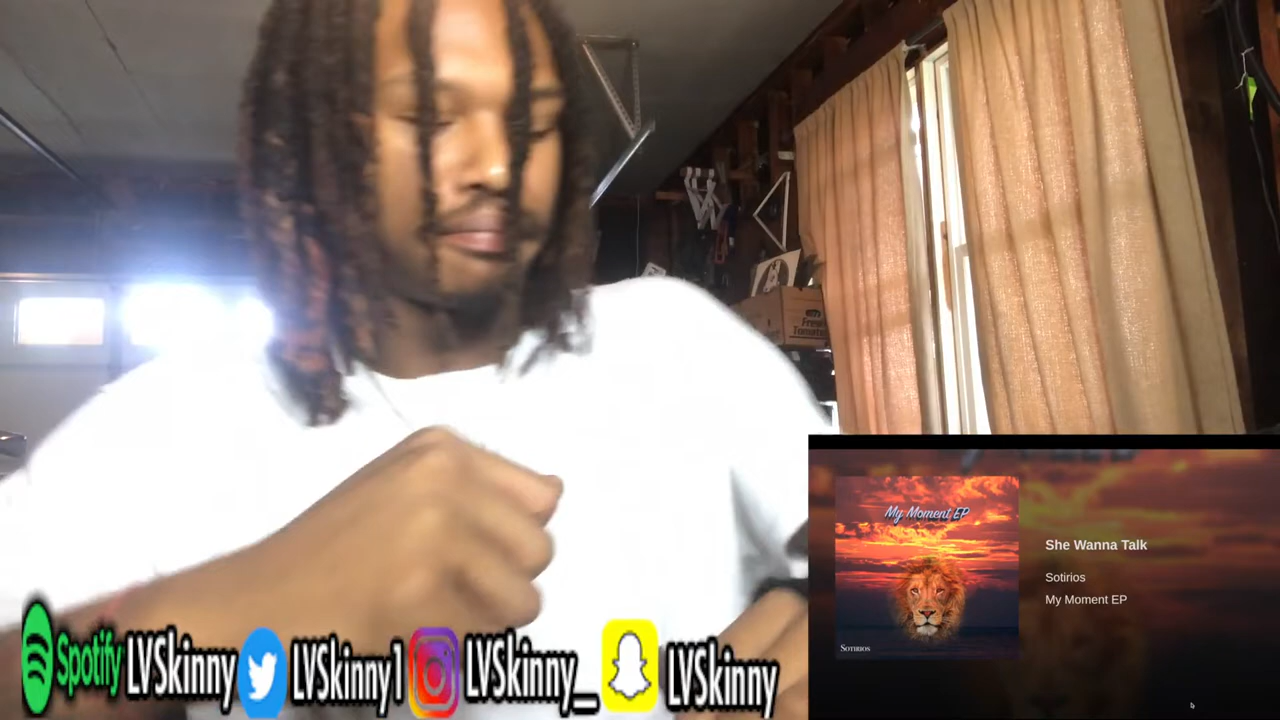 My Moment EP
She Wanna Talk
Sotirios
My Moment EP
Sotirios
Spotify LVSkinny LVSkinny1 LVSkinny_ LVSkinny